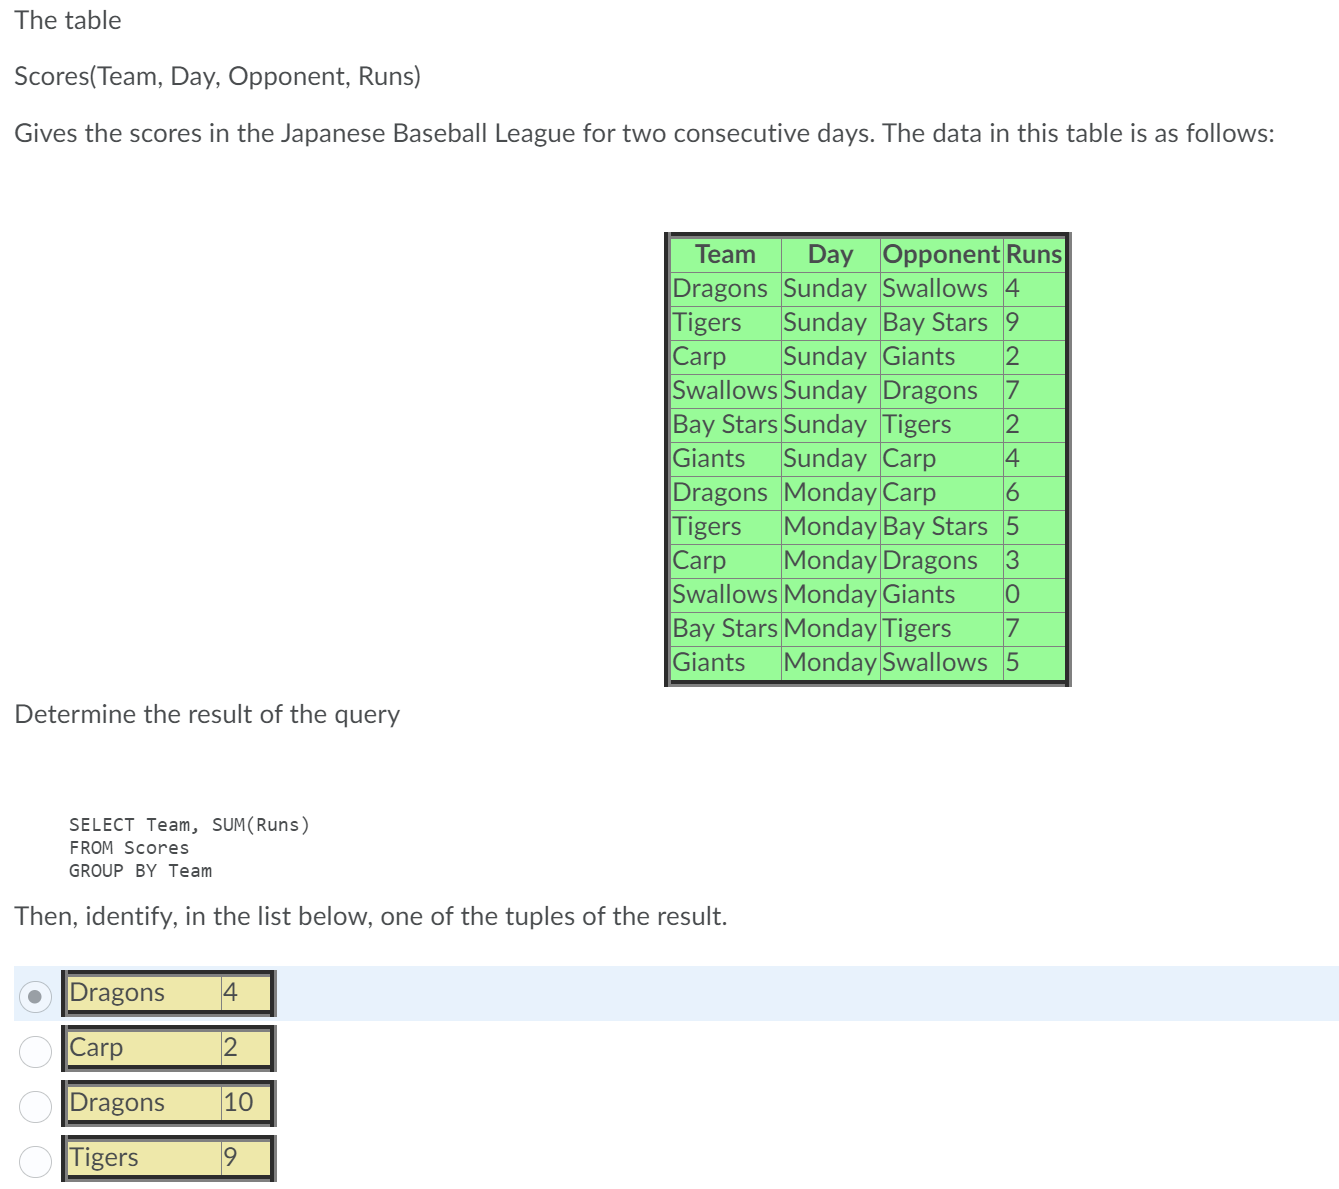 The table
Scores(Team, Day, Opponent, Runs)
Gives the scores in the Japanese Baseball League for two consecutive days. The data in this table is as follows:
Team Day Opponent Runs
Dragons Sunday Swallows 4
Tigers Sunday Bay Stars 9
Carp Sunday Giants 2
Swallows Sunday Dragons 7
Bay Stars Sunday Tigers 2
Giants Sunday Carp 4
Dragons Monday Carp 6
Tigers Monday Bay Stars 5
Carp Monday Dragons 3
Swallows Monday Giants 0
Bay Stars Monday Tigers 7
Giants Monday Swallows 5
Determine the result of the query
SELECT Team, SUM(Runs)
FROM Scores
GROUP BY Team
Then, identify, in the list below, one of the tuples of the result.
Dragons 4
Carp 2
Dragons 10
Tigers 9